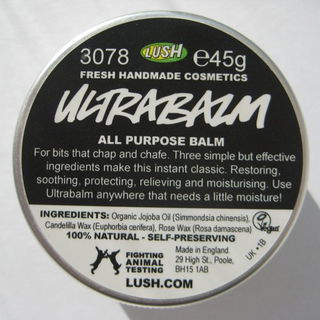 3078 LUSH ℮45g
FRESH HANDMADE COSMETICS
ULTRABALM
ALL PURPOSE BALM
For bits that chap and chafe. Three simple but effective
ingredients make this instant classic. Restoring,
soothing, protecting, relieving and moisturising. Use
Ultrabalm anywhere that needs a little moisture!
INGREDIENTS: Organic Jojoba Oil (Simmondsia chinensis),
Candelilla Wax (Euphorbia cerifera), Rose Wax (Rosa damascena)
100% NATURAL - SELF-PRESERVING
Vegan
UK •1B
FIGHTING
ANIMAL
TESTING
Made in England.
29 High St., Poole,
BH15 1AB
LUSH.COM